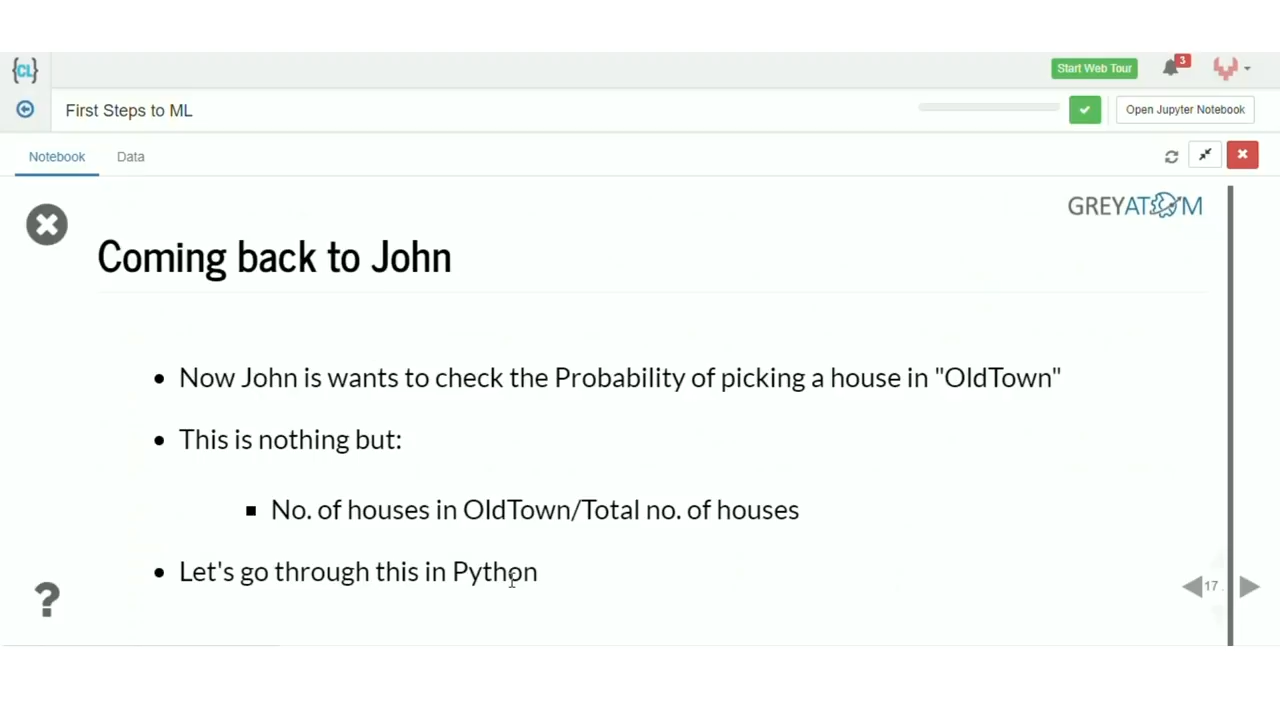 {CL}
Start Web Tour
3
First Steps to ML
Open Jupyter Notebook
Notebook
Data
GREYATOM
Coming back to John
Now John is wants to check the Probability of picking a house in "OldTown"
This is nothing but:
No. of houses in OldTown/Total no. of houses
Let's go through this in Python
?
17